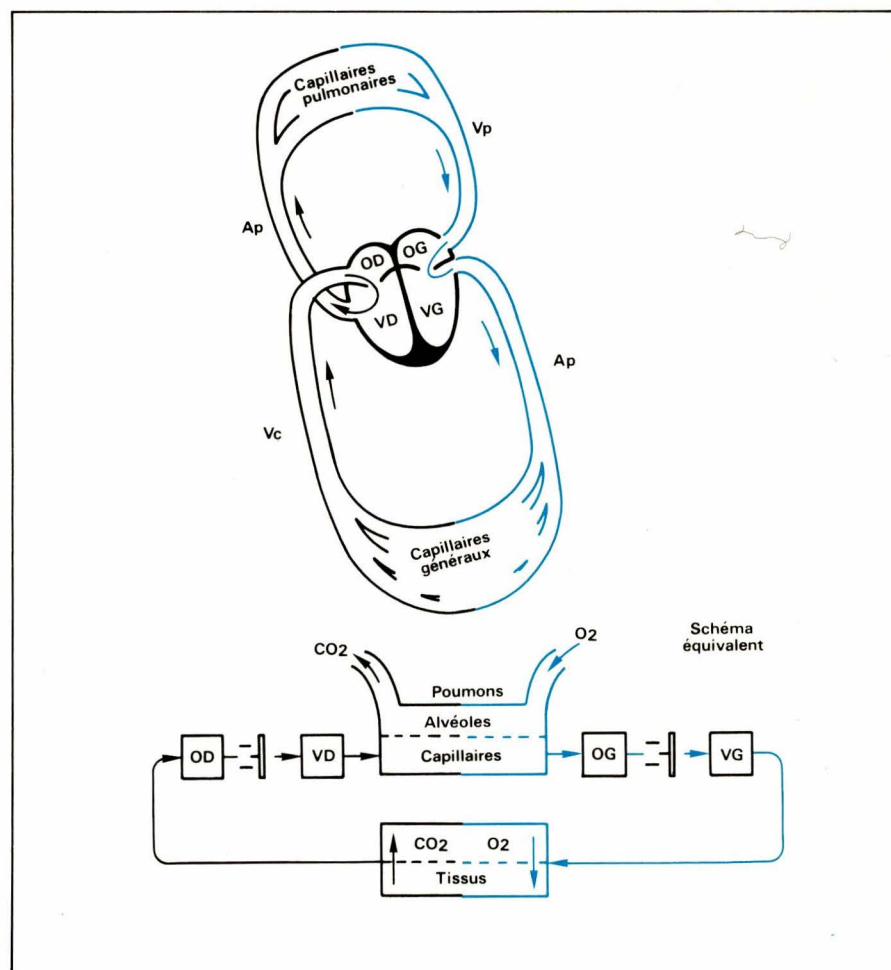 Capillaires
pulmonaires
Vp
Ap
OD
OG
VD
VG
Ap
Vc
Capillaires
généraux
CO2
O2
Schéma
équivalent
Poumons
Alvéoles
Capillaires
OD
VD
OG
VG
CO2
O2
Tissus